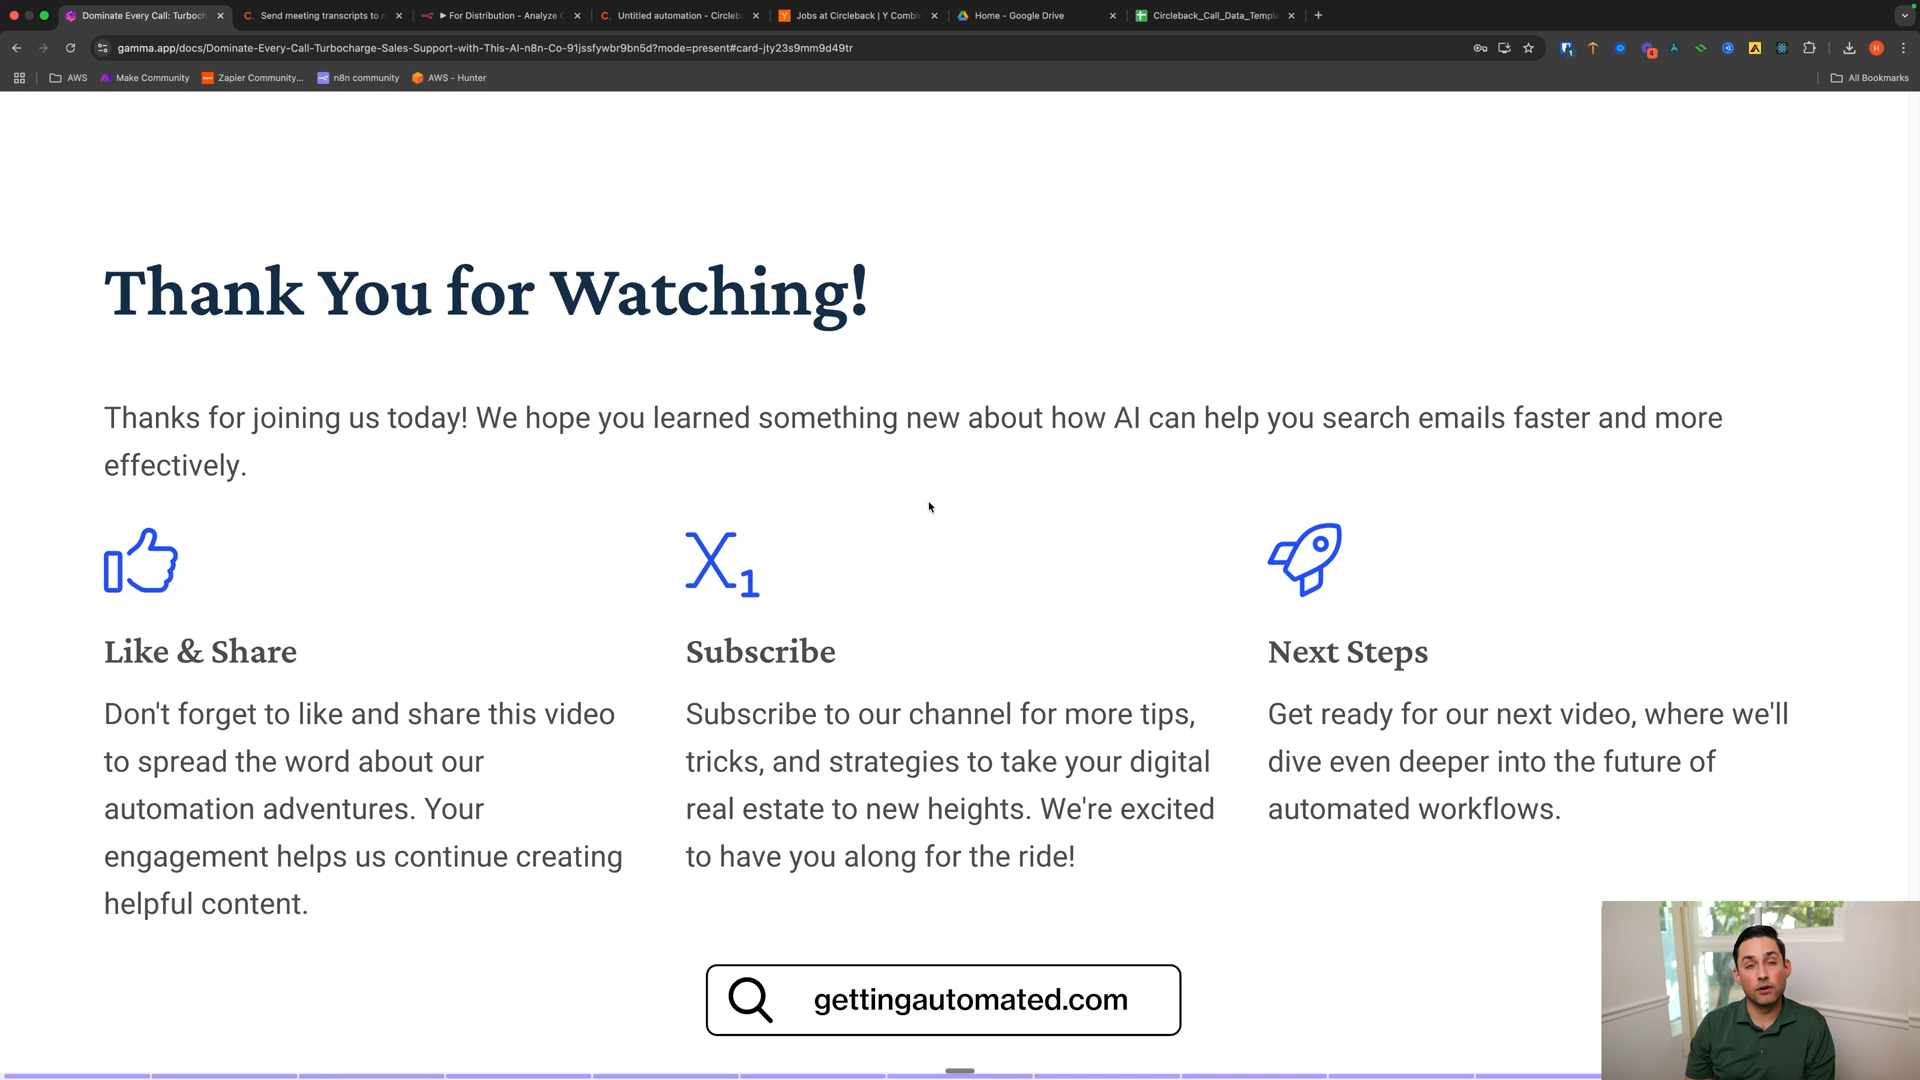 Dominate Every Call: Turboch
Send meeting transcripts to n
For Distribution - Analyze C
Untitled automation - Circleb
Jobs at Circleback | Y Combi
Home - Google Drive
Circleback_Call_Data_Templ
gamma.app/docs/Dominate-Every-Call-Turbocharge-Sales-Support-with-This-AI-n8n-Co-91jssfywbr9bn5d?mode=present#card-jty23s9mm9d49tr
AWS
Make Community
Zapier Community...
n8n community
AWS - Hunter
All Bookmarks
Thank You for Watching!
Thanks for joining us today! We hope you learned something new about how AI can help you search emails faster and more
effectively.
X1
Like & Share
Don't forget to like and share this video
to spread the word about our
automation adventures. Your
engagement helps us continue creating
helpful content.
Subscribe
Subscribe to our channel for more tips,
tricks, and strategies to take your digital
real estate to new heights. We're excited
to have you along for the ride!
Next Steps
Get ready for our next video, where we'll
dive even deeper into the future of
automated workflows.
gettingautomated.com